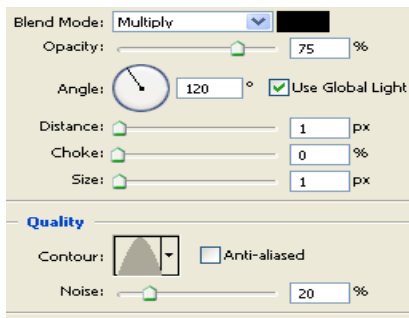 Blend Mode: Multiply
Opacity: 75 %
Angle: 120 ° Use Global Light
Distance: 1 px
Choke: 0 %
Size: 1 px
Quality
Contour: Anti-aliased
Noise: 20 %